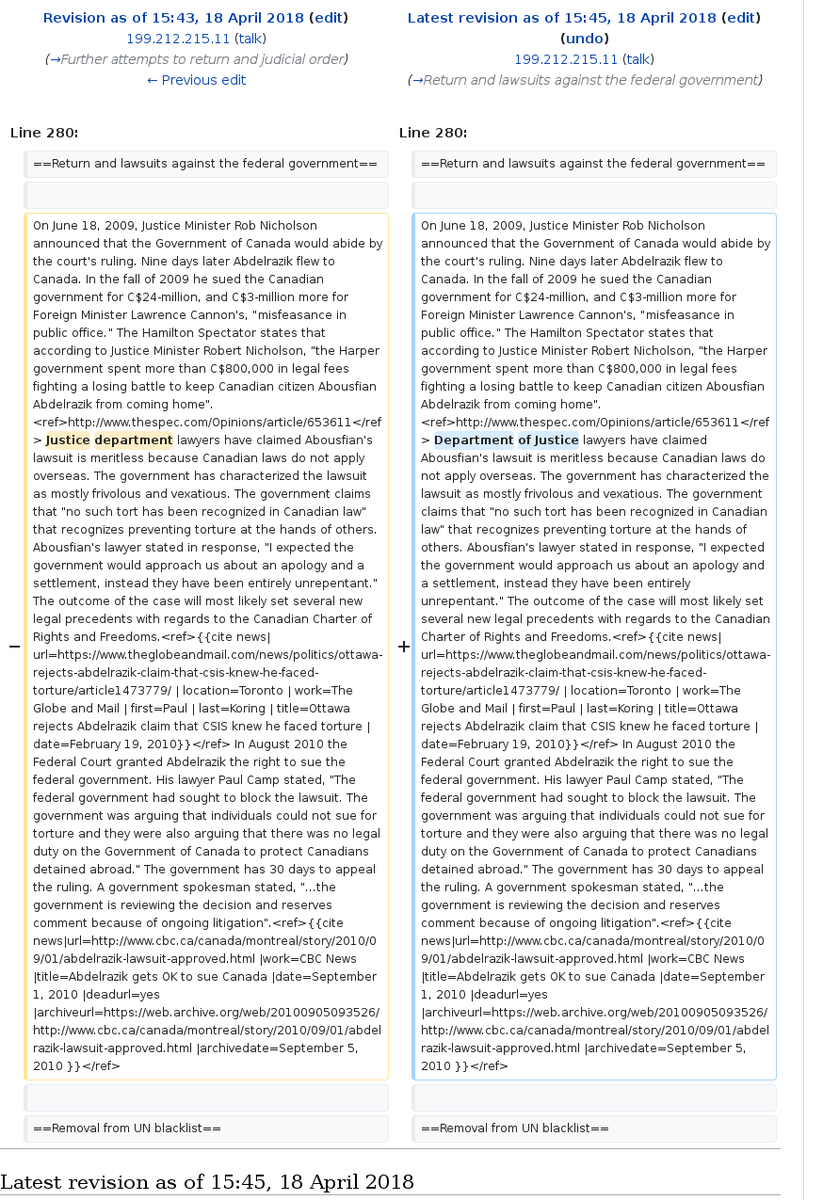 Revision as of 15:43, 18 April 2018 (edit)
199.212.215.11 (talk)
(→Further attempts to return and judicial order)
← Previous edit
Latest revision as of 15:45, 18 April 2018 (edit)
(undo)
199.212.215.11 (talk)
(→Return and lawsuits against the federal government)
Line 280:
==Return and lawsuits against the federal government==
On June 18, 2009, Justice Minister Rob Nicholson
announced that the Government of Canada would abide by
the court's ruling. Nine days later Abdelrazik flew to
Canada. In the fall of 2009 he sued the Canadian
government for C$24-million, and C$3-million more for
Foreign Minister Lawrence Cannon's, "misfeasance in
public office." The Hamilton Spectator states that
according to Justice Minister Robert Nicholson, "the Harper
government spent more than C$800,000 in legal fees
fighting a losing battle to keep Canadian citizen Abousfian
Abdelrazik from coming home".
<ref>http://www.thespec.com/Opinions/article/653611</ref
> Justice department lawyers have claimed Abousfian's
lawsuit is meritless because Canadian laws do not apply
overseas. The government has characterized the lawsuit
as mostly frivolous and vexatious. The government claims
that "no such tort has been recognized in Canadian law"
that recognizes preventing torture at the hands of others.
Abousfian's lawyer stated in response, "I expected the
government would approach us about an apology and a
settlement, instead they have been entirely unrepentant."
The outcome of the case will most likely set several new
legal precedents with regards to the Canadian Charter of
Rights and Freedoms.<ref>{{cite news|
− url=https://www.theglobeandmail.com/news/politics/ottawa-
rejects-abdelrazik-claim-that-csis-knew-he-faced-
torture/article1473779/ | location=Toronto | work=The
Globe and Mail | first=Paul | last=Koring | title=Ottawa
rejects Abdelrazik claim that CSIS knew he faced torture |
date=February 19, 2010}}</ref> In August 2010 the
Federal Court granted Abdelrazik the right to sue the
federal government. His lawyer Paul Camp stated, "The
federal government had sought to block the lawsuit. The
government was arguing that individuals could not sue for
torture and they were also arguing that there was no legal
duty on the Government of Canada to protect Canadians
detained abroad." The government has 30 days to appeal
the ruling. A government spokesman stated, "...the
government is reviewing the decision and reserves
comment because of ongoing litigation".<ref>{{cite
news|url=http://www.cbc.ca/canada/montreal/story/2010/0
9/01/abdelrazik-lawsuit-approved.html |work=CBC News
|title=Abdelrazik gets OK to sue Canada |date=September
1, 2010 |deadurl=yes
|archiveurl=https://web.archive.org/web/20100905093526/
http://www.cbc.ca/canada/montreal/story/2010/09/01/abdel
razik-lawsuit-approved.html |archivedate=September 5,
2010 }}</ref>
==Removal from UN blacklist==
Line 280:
==Return and lawsuits against the federal government==
On June 18, 2009, Justice Minister Rob Nicholson
announced that the Government of Canada would abide by
the court's ruling. Nine days later Abdelrazik flew to
Canada. In the fall of 2009 he sued the Canadian
government for C$24-million, and C$3-million more for
Foreign Minister Lawrence Cannon's, "misfeasance in
public office." The Hamilton Spectator states that
according to Justice Minister Robert Nicholson, "the Harper
government spent more than C$800,000 in legal fees
fighting a losing battle to keep Canadian citizen Abousfian
Abdelrazik from coming home".
<ref>http://www.thespec.com/Opinions/article/653611</ref
> Department of Justice lawyers have claimed
Abousfian's lawsuit is meritless because Canadian laws do
not apply overseas. The government has characterized the
lawsuit as mostly frivolous and vexatious. The government
claims that "no such tort has been recognized in Canadian
law" that recognizes preventing torture at the hands of
others. Abousfian's lawyer stated in response, "I expected
the government would approach us about an apology and
a settlement, instead they have been entirely
unrepentant." The outcome of the case will most likely set
several new legal precedents with regards to the Canadian
Charter of Rights and Freedoms.<ref>{{cite news|
+ url=https://www.theglobeandmail.com/news/politics/ottawa-
rejects-abdelrazik-claim-that-csis-knew-he-faced-
torture/article1473779/ | location=Toronto | work=The
Globe and Mail | first=Paul | last=Koring | title=Ottawa
rejects Abdelrazik claim that CSIS knew he faced torture |
date=February 19, 2010}}</ref> In August 2010 the
Federal Court granted Abdelrazik the right to sue the
federal government. His lawyer Paul Camp stated, "The
federal government had sought to block the lawsuit. The
government was arguing that individuals could not sue for
torture and they were also arguing that there was no legal
duty on the Government of Canada to protect Canadians
detained abroad." The government has 30 days to appeal
the ruling. A government spokesman stated, "...the
government is reviewing the decision and reserves
comment because of ongoing litigation".<ref>{{cite
news|url=http://www.cbc.ca/canada/montreal/story/2010/0
9/01/abdelrazik-lawsuit-approved.html |work=CBC News
|title=Abdelrazik gets OK to sue Canada |date=September
1, 2010 |deadurl=yes
|archiveurl=https://web.archive.org/web/20100905093526/
http://www.cbc.ca/canada/montreal/story/2010/09/01/abdel
razik-lawsuit-approved.html |archivedate=September 5,
2010 }}</ref>
==Removal from UN blacklist==
Latest revision as of 15:45, 18 April 2018